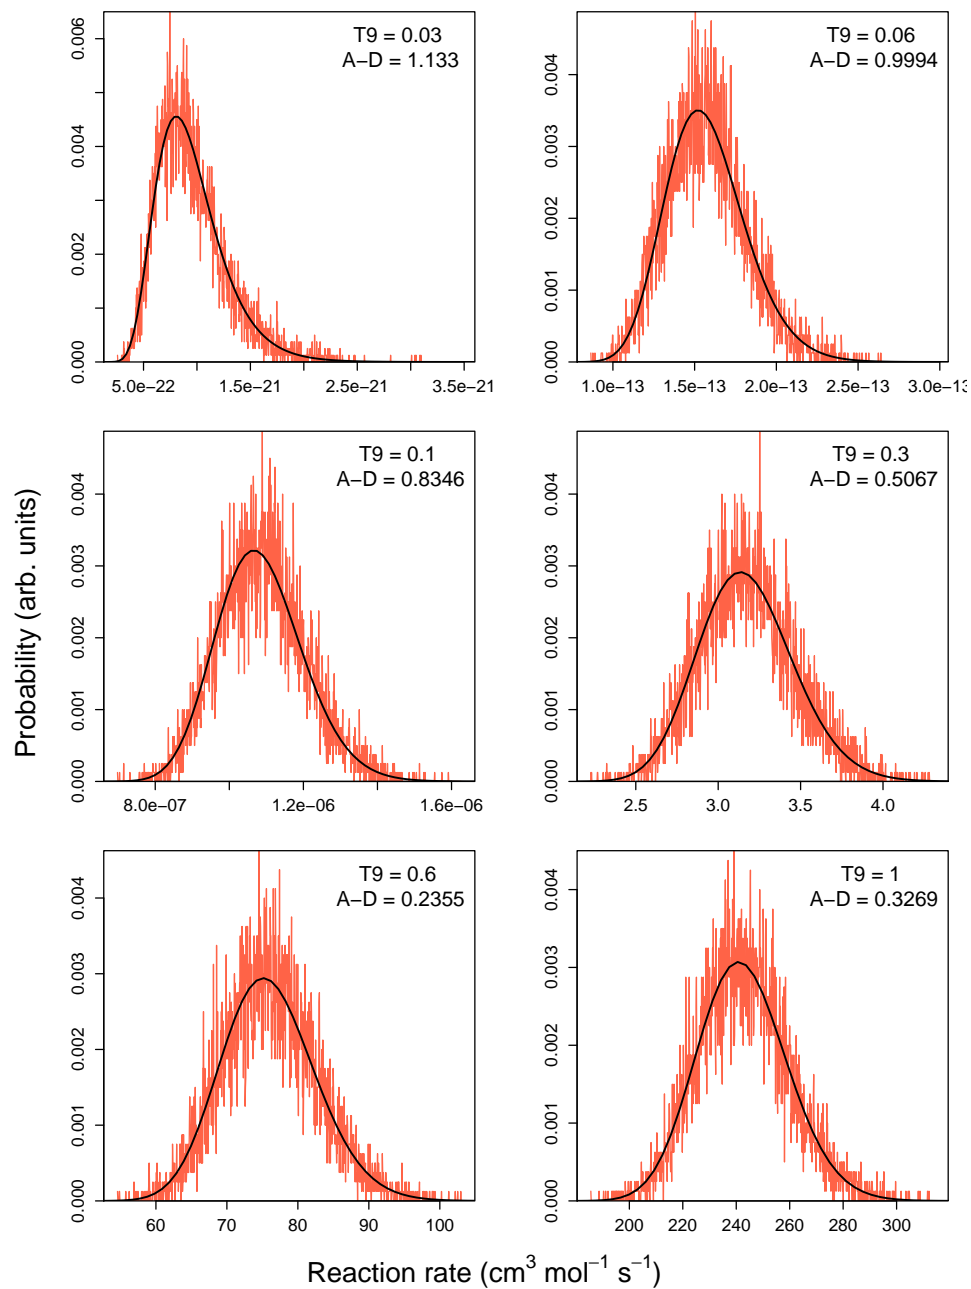 T9 = 0.03
A−D = 1.133
0.000
0.002
0.004
0.006
5.0e−22
1.5e−21
2.5e−21
3.5e−21
T9 = 0.06
A−D = 0.9994
0.000
0.001
0.002
0.003
0.004
1.0e−13
1.5e−13
2.0e−13
2.5e−13
3.0e−13
T9 = 0.1
A−D = 0.8346
0.000
0.001
0.002
0.003
0.004
8.0e−07
1.2e−06
1.6e−06
T9 = 0.3
A−D = 0.5067
0.000
0.001
0.002
0.003
0.004
2.5
3.0
3.5
4.0
T9 = 0.6
A−D = 0.2355
0.000
0.001
0.002
0.003
0.004
60
70
80
90
100
T9 = 1
A−D = 0.3269
0.000
0.001
0.002
0.003
0.004
200
220
240
260
280
300
Probability (arb. units)
Reaction rate (cm³ mol⁻¹ s⁻¹)